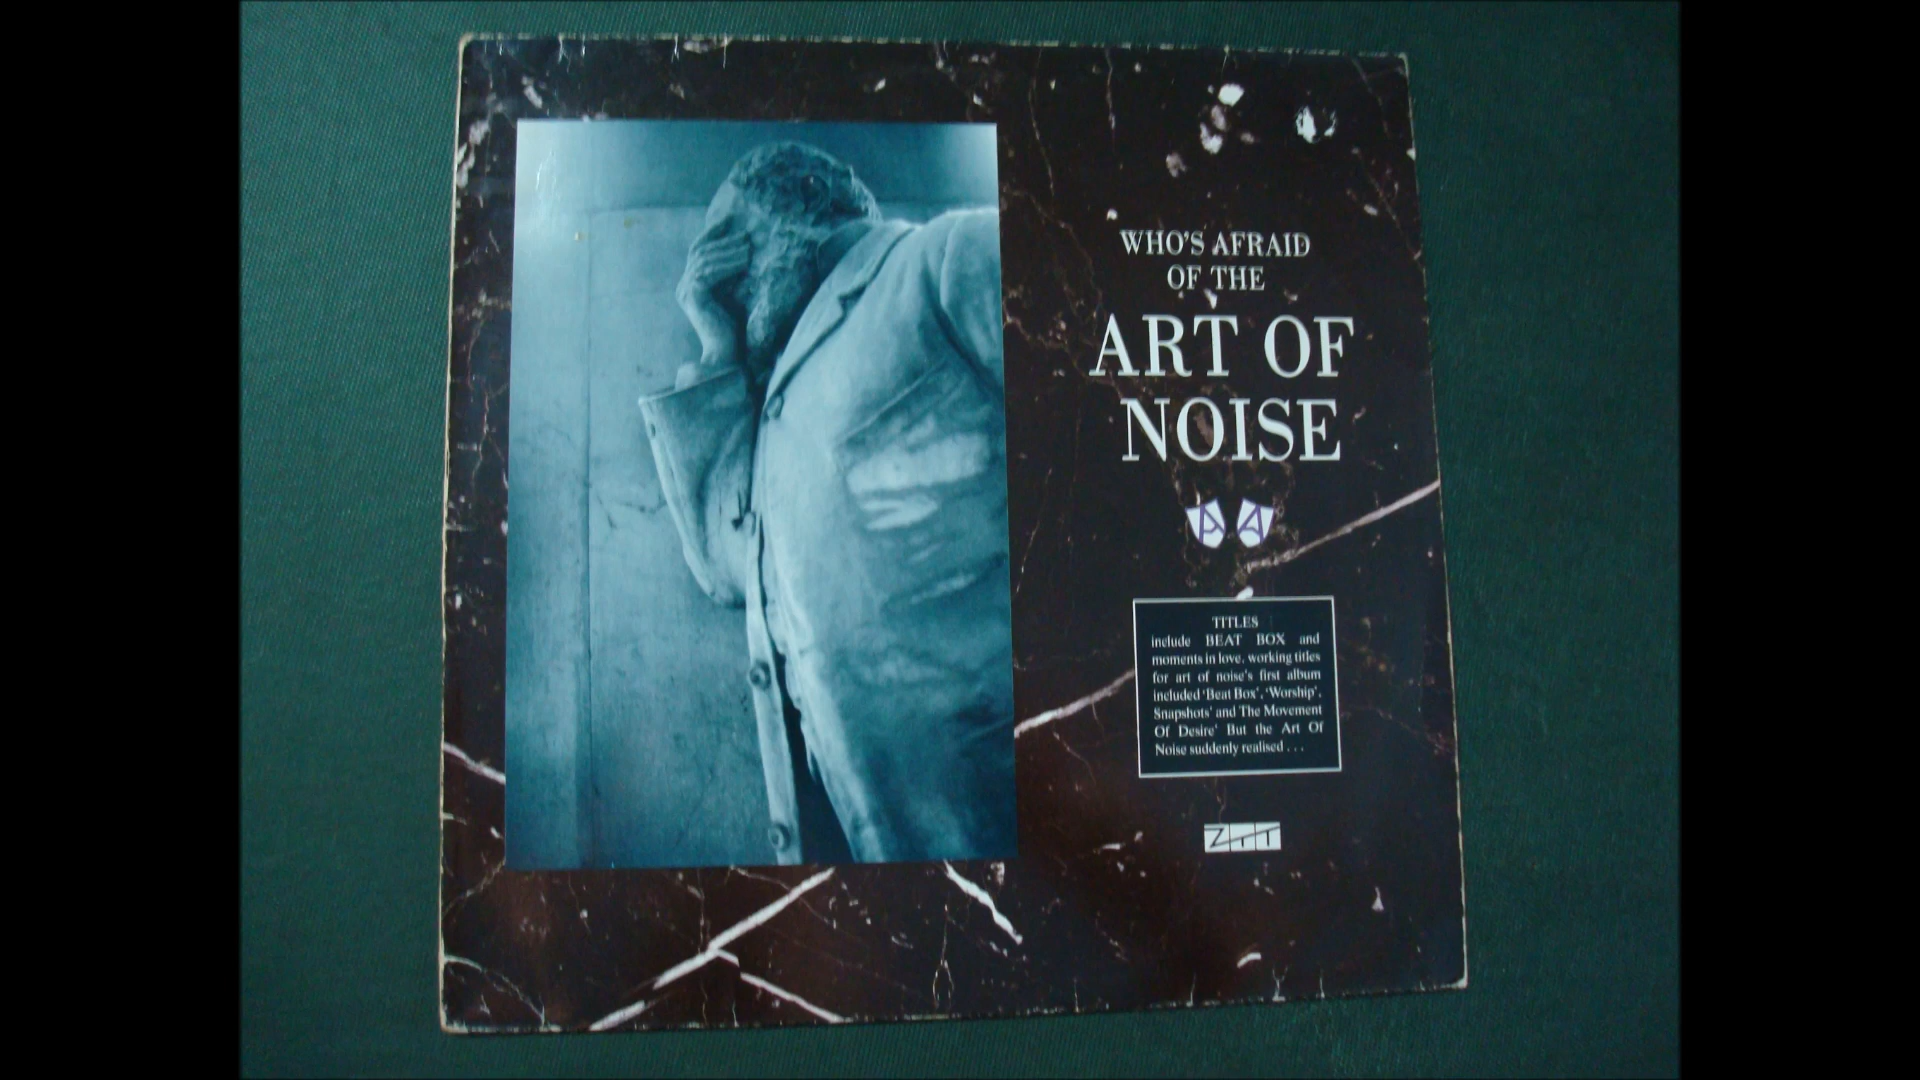 WHO'S AFRAID
OF THE
ART OF
NOISE
TITLES
include BEAT BOX and
moments in love. working titles
for art of noise's first album
included 'Beat Box', 'Worship',
Snapshots' and The Movement
Of Desire' But the Art Of
Noise suddenly realised . . .
ZTT